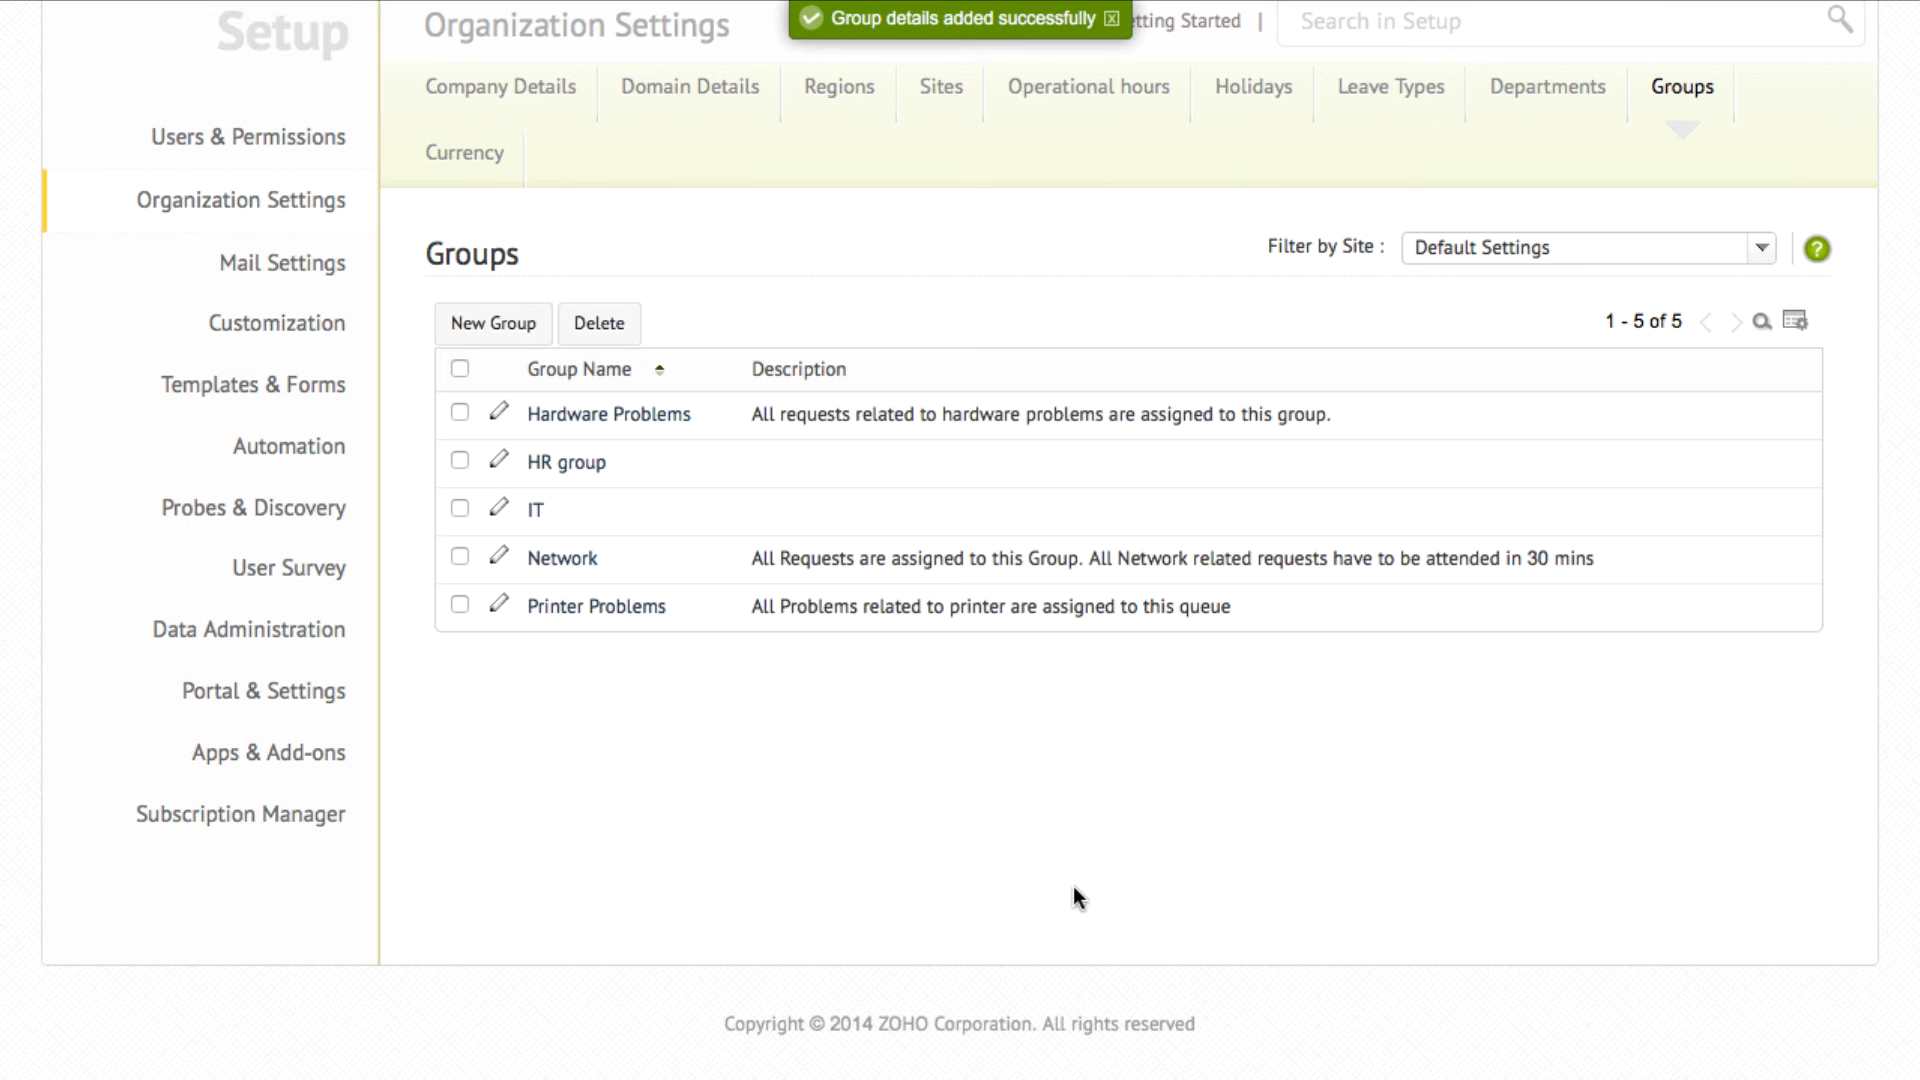 Setup
Organization Settings
Group details added successfully
etting Started |
Search in Setup
Company Details
Domain Details
Regions
Sites
Operational hours
Holidays
Leave Types
Departments
Groups
Currency
Users & Permissions
Organization Settings
Mail Settings
Customization
Templates & Forms
Automation
Probes & Discovery
User Survey
Data Administration
Portal & Settings
Apps & Add-ons
Subscription Manager
Groups
Filter by Site :
Default Settings
?
New Group
Delete
1 - 5 of 5
Group Name
Description
Hardware Problems
All requests related to hardware problems are assigned to this group.
HR group
IT
Network
All Requests are assigned to this Group. All Network related requests have to be attended in 30 mins
Printer Problems
All Problems related to printer are assigned to this queue
Copyright © 2014 ZOHO Corporation. All rights reserved